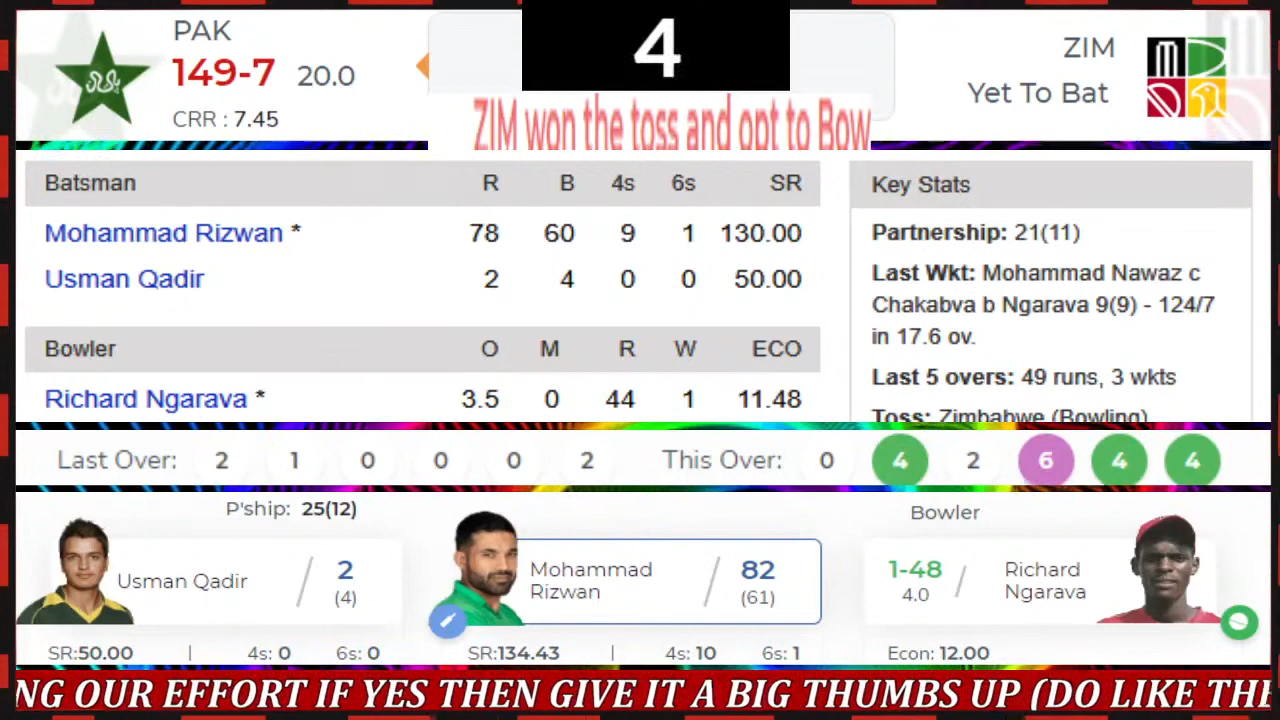 PAK
149-7 20.0
CRR : 7.45
4
ZIM won the toss and opt to Bow
ZIM
Yet To Bat
Batsman R B 4s 6s SR
Mohammad Rizwan * 78 60 9 1 130.00
Usman Qadir 2 4 0 0 50.00
Bowler O M R W ECO
Richard Ngarava * 3.5 0 44 1 11.48
Key Stats
Partnership: 21(11)
Last Wkt: Mohammad Nawaz c
Chakabva b Ngarava 9(9) - 124/7
in 17.6 ov.
Last 5 overs: 49 runs, 3 wkts
Toss: Zimbabwe (Bowling)
Last Over: 2 1 0 0 0 2 This Over: 0 4 2 6 4 4
P'ship: 25(12)
Usman Qadir 2
(4)
SR:50.00 | 4s: 0 6s: 0
Mohammad
Rizwan
82
(61)
SR:134.43 | 4s: 10 6s: 1
Bowler
1-48
4.0
Richard
Ngarava
Econ: 12.00
NG OUR EFFORT IF YES THEN GIVE IT A BIG THUMBS UP (DO LIKE THE